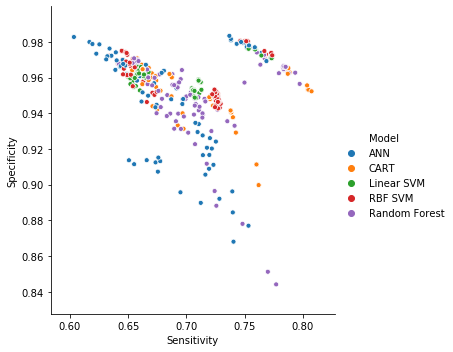 0.98
0.96
0.94
0.92
0.90
0.88
0.86
0.84
Specificity
0.60
0.65
0.70
0.75
0.80
Sensitivity
Model
ANN
CART
Linear SVM
RBF SVM
Random Forest